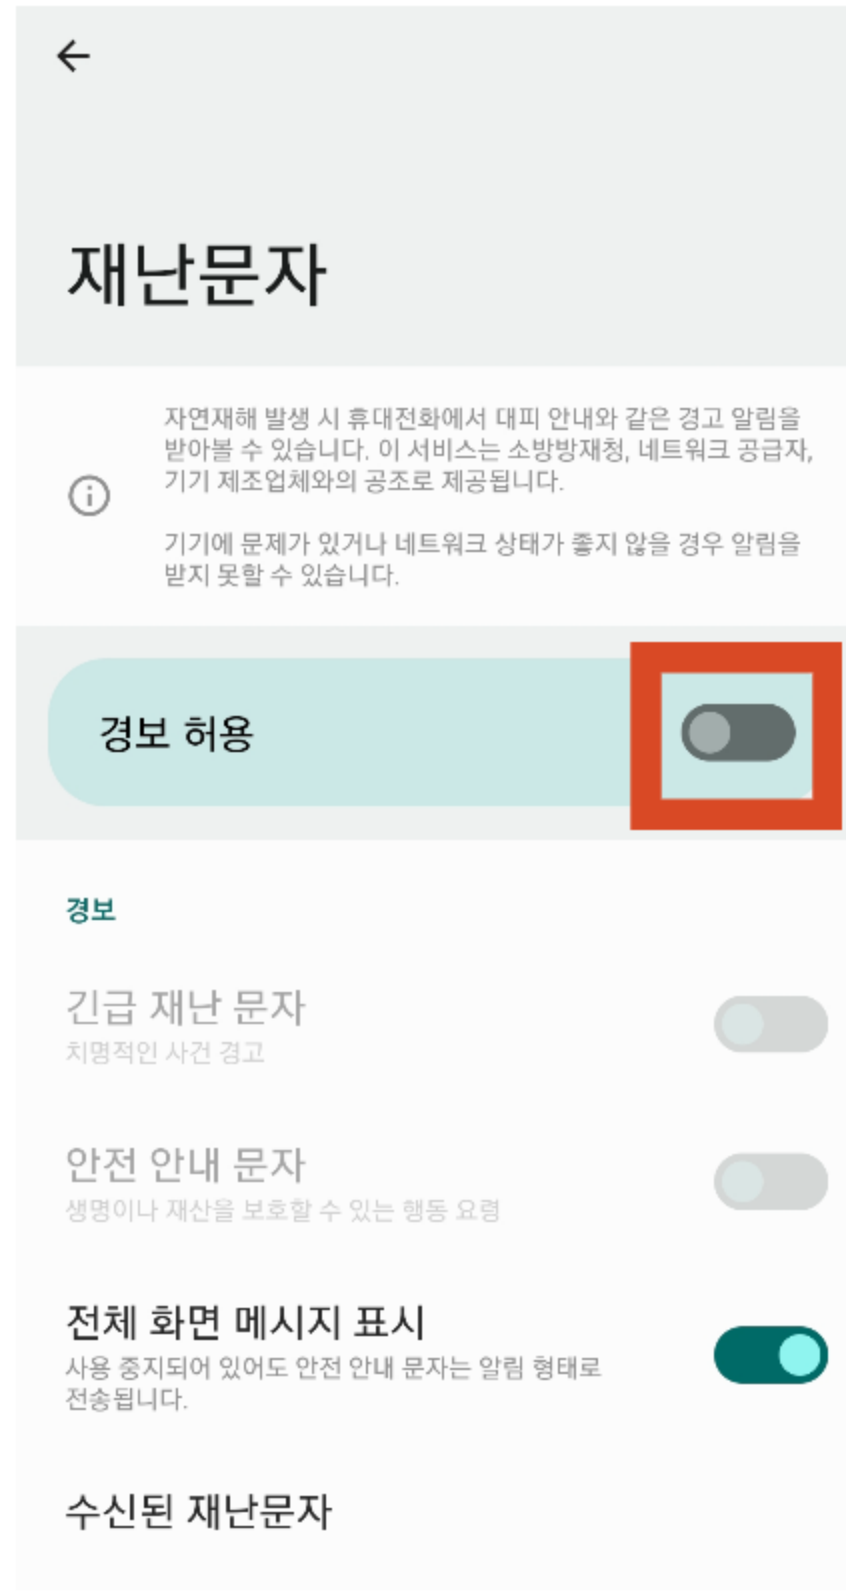 재난문자
자연재해 발생 시 휴대전화에서 대피 안내와 같은 경고 알림을
받아볼 수 있습니다. 이 서비스는 소방방재청, 네트워크 공급자,
기기 제조업체와의 공조로 제공됩니다.
기기에 문제가 있거나 네트워크 상태가 좋지 않을 경우 알림을
받지 못할 수 있습니다.
경보 허용
경보
긴급 재난 문자
치명적인 사건 경고
안전 안내 문자
생명이나 재산을 보호할 수 있는 행동 요령
전체 화면 메시지 표시
사용 중지되어 있어도 안전 안내 문자는 알림 형태로
전송됩니다.
수신된 재난문자